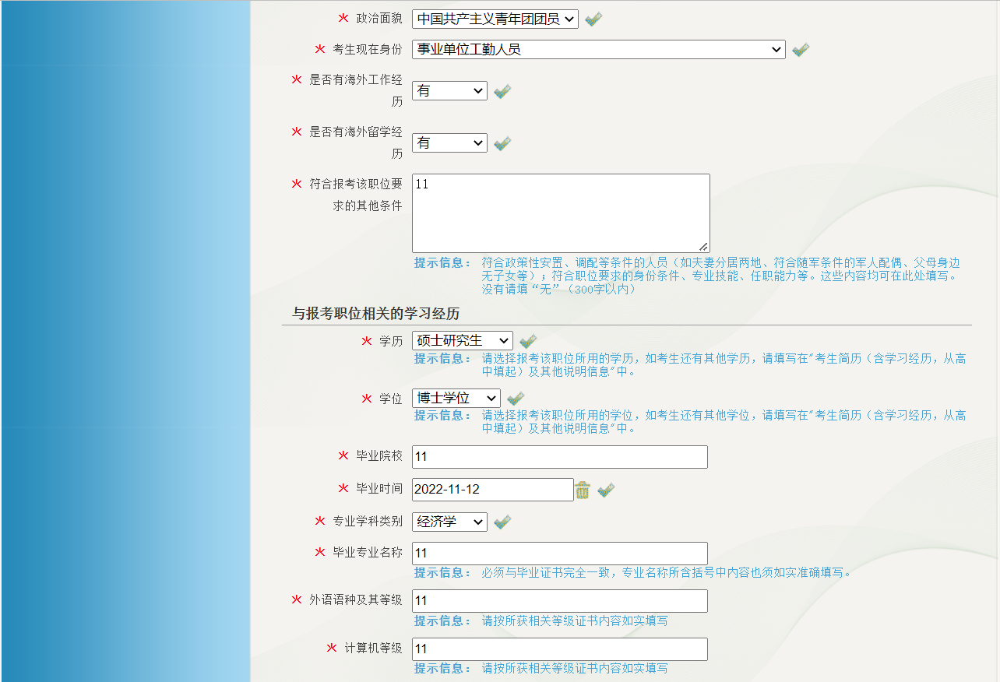 政治面貌 中国共产主义青年团团员
考生现在身份 事业单位工勤人员
是否有海外工作经
历
有
是否有海外留学经
历
有
符合报考该职位要
求的其他条件
11
提示信息： 符合政策性安置、调配等条件的人员（如夫妻分居两地、符合随军条件的军人配偶、父母身边
无子女等）；符合职位要求的身份条件、专业技能、任职能力等。这些内容均可在此处填写。
没有请填“无”（300字以内）
与报考职位相关的学习经历
学历 硕士研究生
提示信息： 请选择报考该职位所用的学历，如考生还有其他学历，请填写在"考生简历（含学习经历，从高
中填起）及其他说明信息"中。
学位 博士学位
提示信息： 请选择报考该职位所用的学位，如考生还有其他学位，请填写在"考生简历（含学习经历，从高
中填起）及其他说明信息"中。
毕业院校 11
毕业时间 2022-11-12
专业学科类别 经济学
毕业专业名称 11
提示信息： 必须与毕业证书完全一致，专业名称所含括号中内容也须如实准确填写。
外语语种及其等级 11
提示信息： 请按所获相关等级证书内容如实填写
计算机等级 11
提示信息： 请按所获相关等级证书内容如实填写